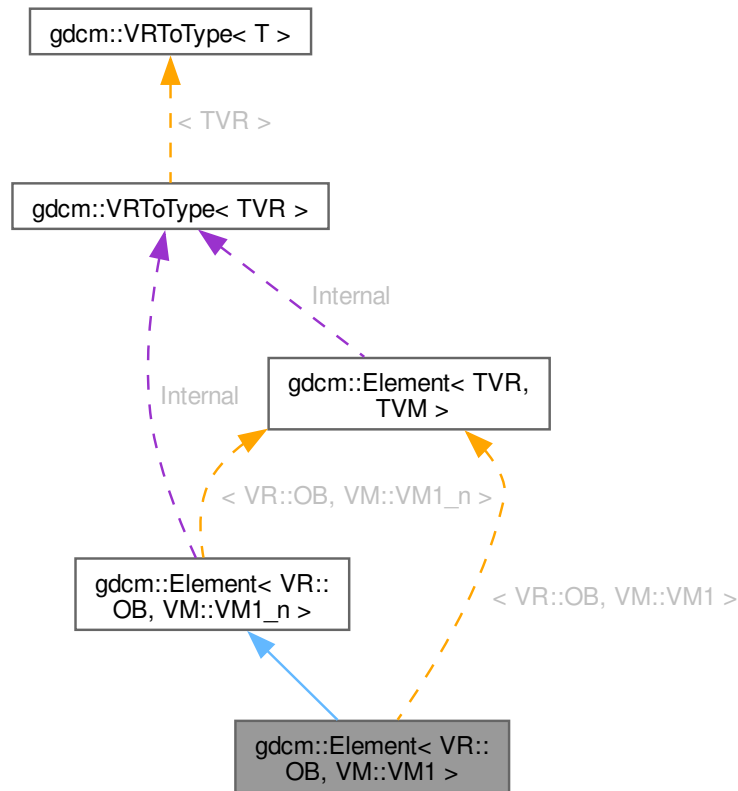 gdcm::VRToType< T >
< TVR >
gdcm::VRToType< TVR >
Internal
gdcm::Element< TVR,
TVM >
Internal
< VR::OB, VM::VM1_n >
gdcm::Element< VR::
OB, VM::VM1_n >
< VR::OB, VM::VM1 >
gdcm::Element< VR::
OB, VM::VM1 >